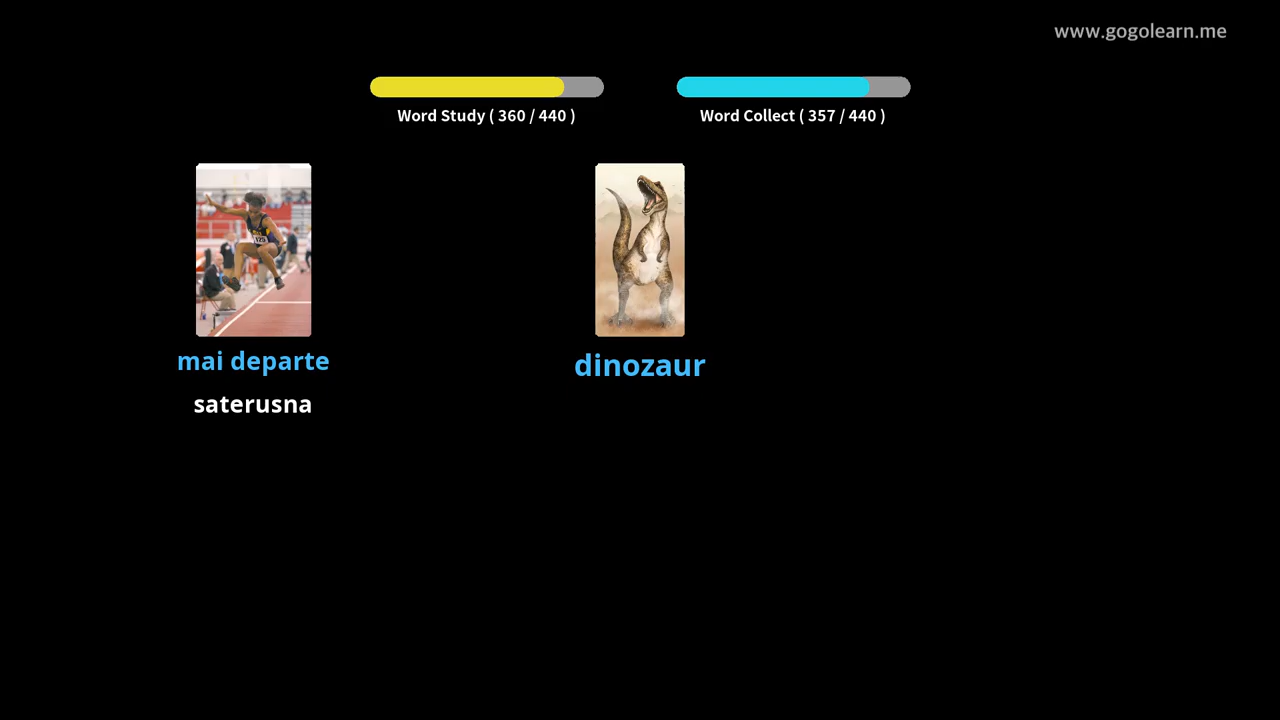 www.gogolearn.me
Word Study ( 360 / 440 )
Word Collect ( 357 / 440 )
mai departe
dinozaur
saterusna